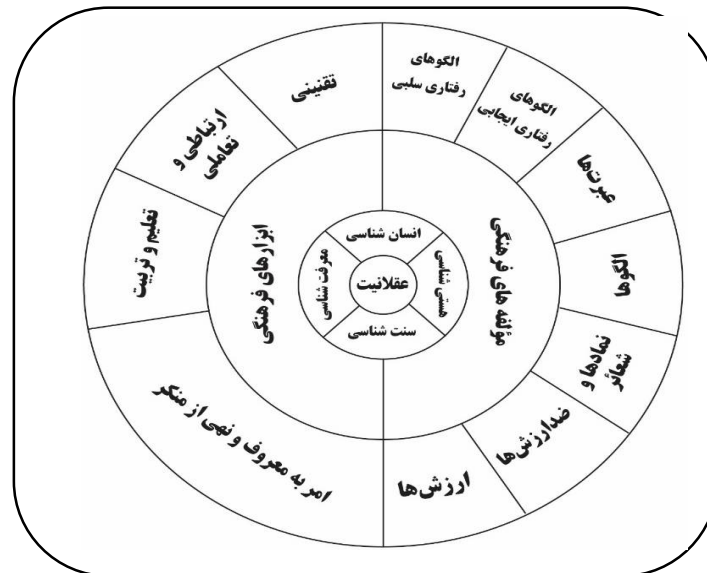 الگوهای
رفتاری سلبی
الگوهای
رفتاری ایجابی
عبرت‌ها
الگوها
نمادها و
شعائر
ضدارزش‌ها
ارزش‌ها
امر به معروف و نهی از منکر
تعلیم و تربیت
ارتباطی و
تعاملی
تقنینی
مؤلفه های فرهنگی
ابزارهای فرهنگی
انسان شناسی
هستی شناسی
سنت شناسی
معرفت شناسی
عقلانیت